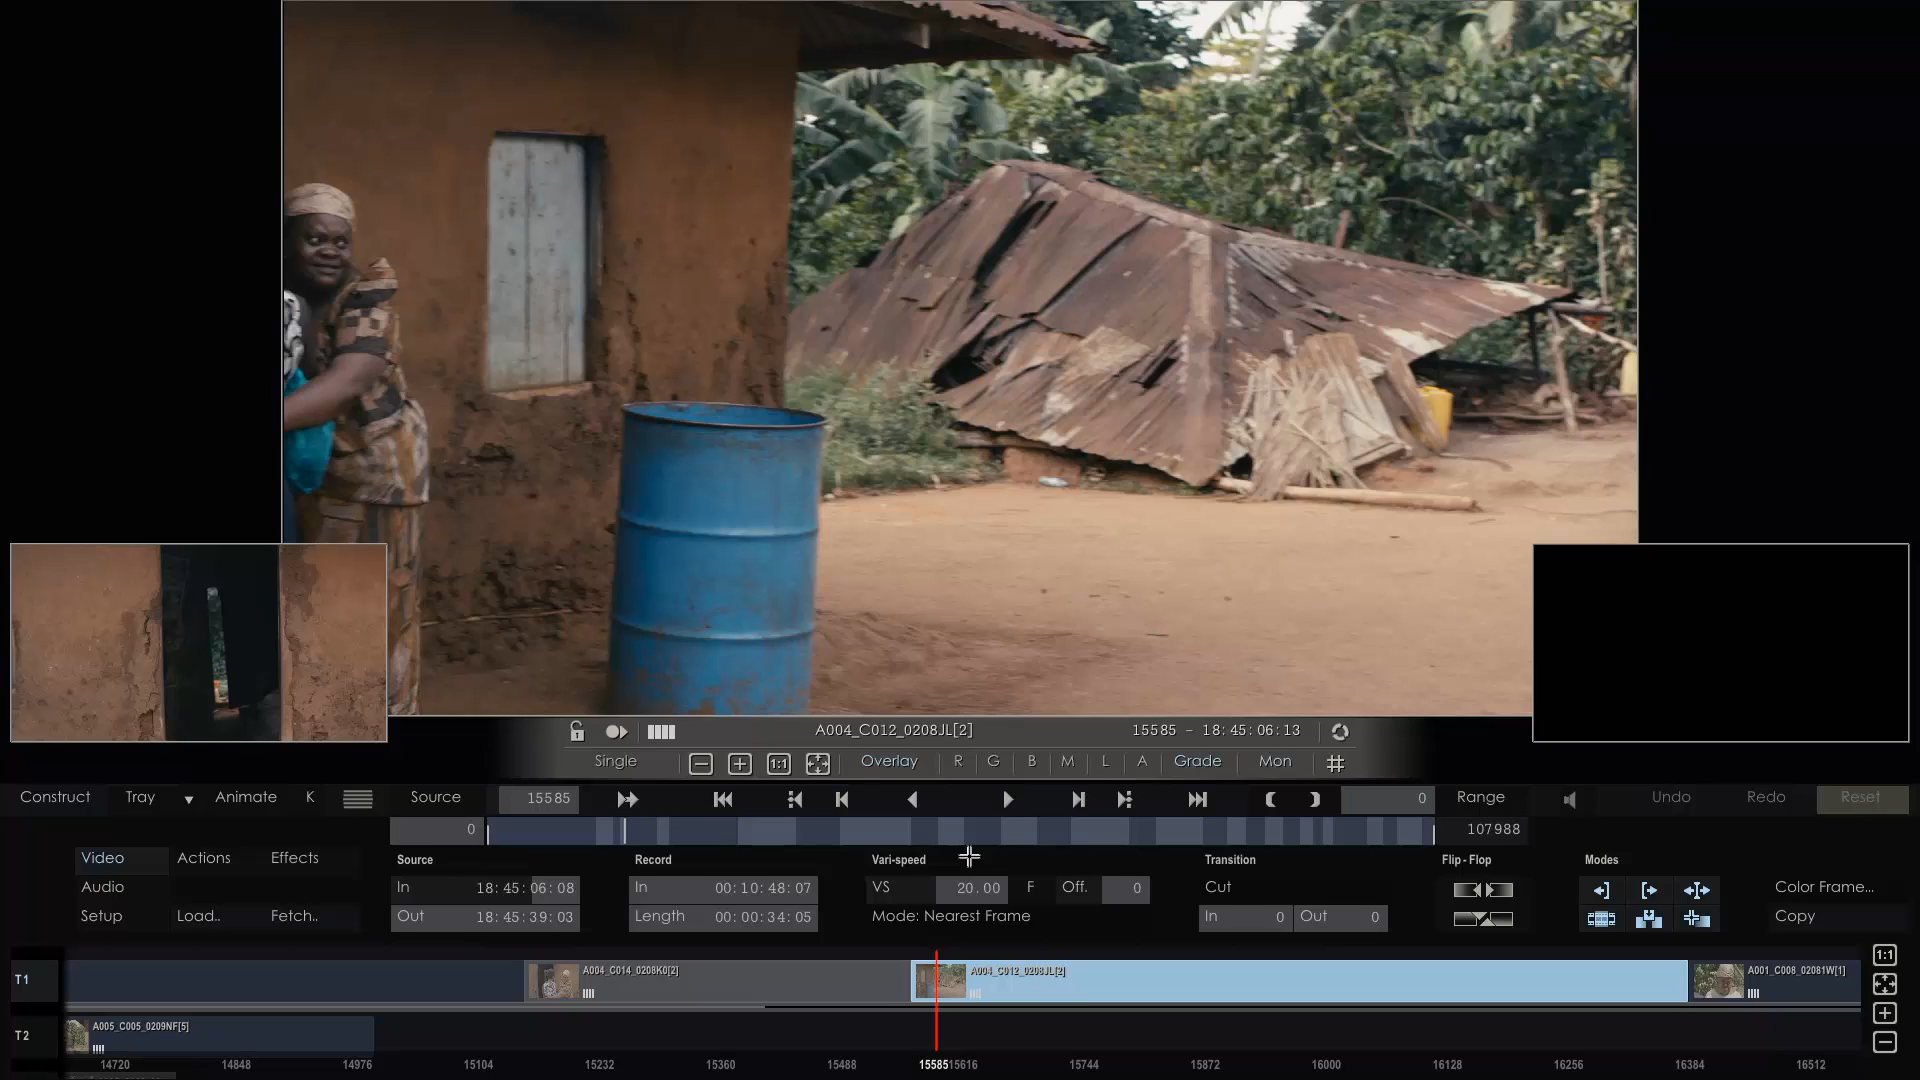 A004_C012_0208JL[2]
15585 - 18:45:06:13
Single
1:1
Overlay
R
G
B
M
L
A
Grade
Mon
Construct
Tray
Animate
K
Source
15585
0
Range
Undo
Redo
Reset
0
107988
Video
Actions
Effects
Source
Record
Vari-speed
Transition
Flip - Flop
Modes
Audio
In 18:45:06:08
In 00:10:48:07
VS 20.00 F Off. 0
Cut
Color Frame...
Setup
Load..
Fetch..
Out 18:45:39:03
Length 00:00:34:05
Mode: Nearest Frame
In 0
Out 0
Copy
1:1
T1
A004_C014_0208K0[2]
A004_C012_0208JL[2]
A001_C008_02081W[1]
T2
A005_C005_0209NF[5]
14720 14848 14976 15104 15232 15360 15488 15585 15616 15744 15872 16000 16128 16256 16384 16512